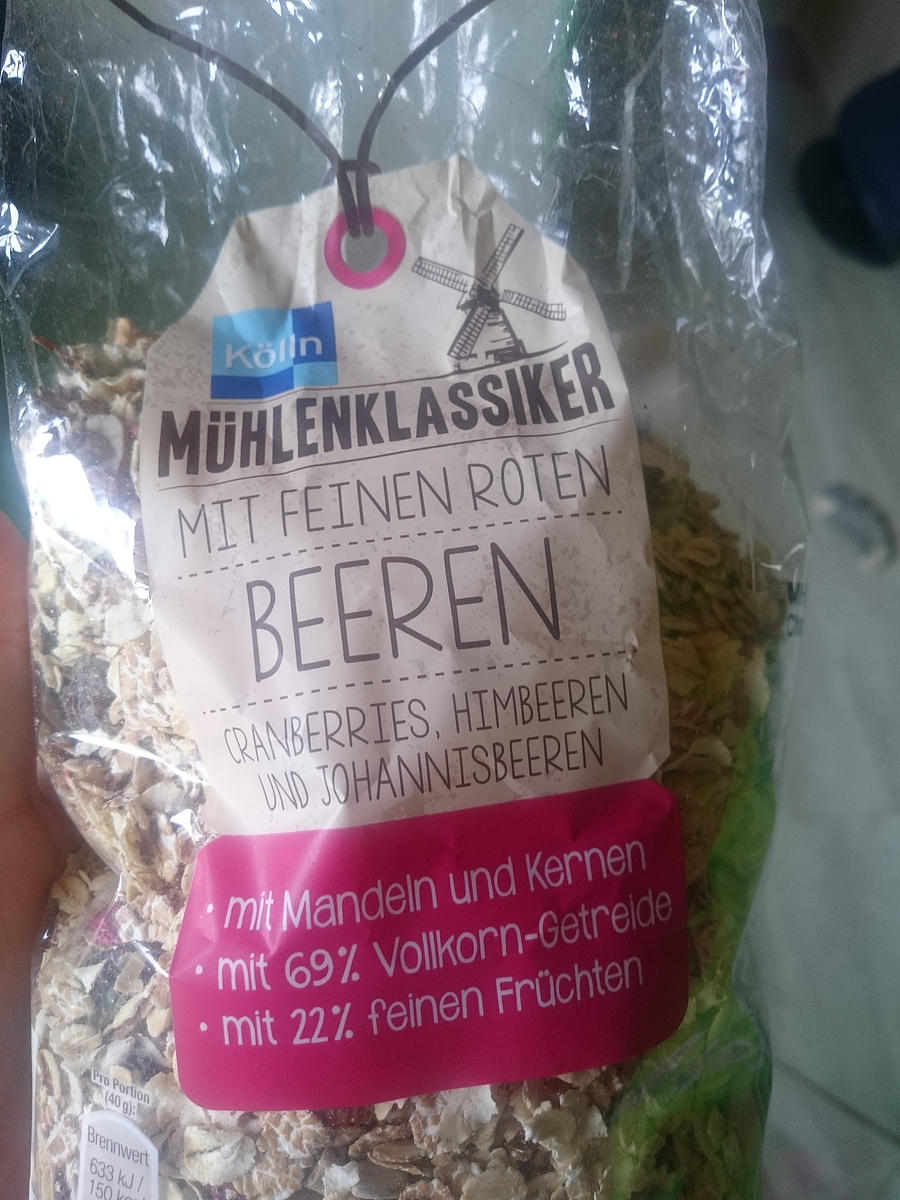 Kölln
MÜHLENKLASSIKER
MIT FEINEN ROTEN
BEEREN
CRANBERRIES, HIMBEEREN
UND JOHANNISBEEREN
• mit Mandeln und Kernen
• mit 69% Vollkorn-Getreide
• mit 22% feinen Früchten
Pro Portion
(40 g):
Brennwert
633 kJ /
150